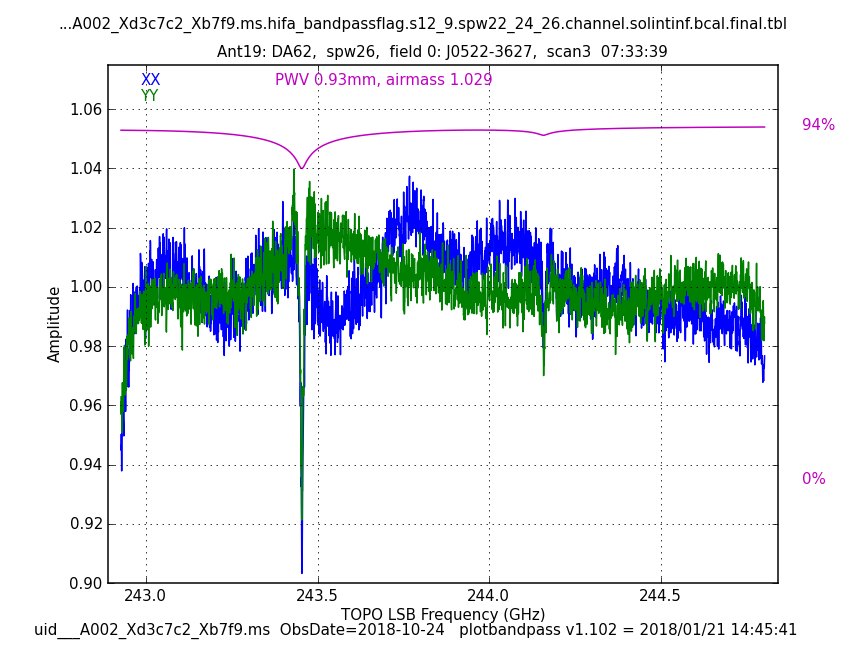 ...A002_Xd3c7c2_Xb7f9.ms.hifa_bandpassflag.s12_9.spw22_24_26.channel.solintinf.bcal.final.tbl
Ant19: DA62, spw26, field 0: J0522-3627, scan3 07:33:39
XX
PWV 0.93mm, airmass 1.029
YY
94%
0%
1.06
1.04
1.02
1.00
0.98
0.96
0.94
0.92
0.90
Amplitude
243.0 243.5 244.0 244.5
TOPO LSB Frequency (GHz)
uid___A002_Xd3c7c2_Xb7f9.ms ObsDate=2018-10-24 plotbandpass v1.102 = 2018/01/21 14:45:41